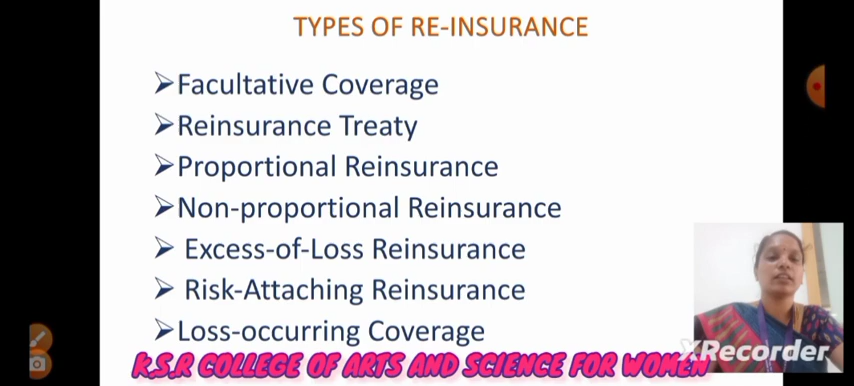 TYPES OF RE-INSURANCE
➢Facultative Coverage
➢Reinsurance Treaty
➢Proportional Reinsurance
➢Non-proportional Reinsurance
➢ Excess-of-Loss Reinsurance
➢ Risk-Attaching Reinsurance
➢Loss-occurring Coverage
K.S.R COLLEGE OF ARTS AND SCIENCE FOR WOMEN
XRecorder